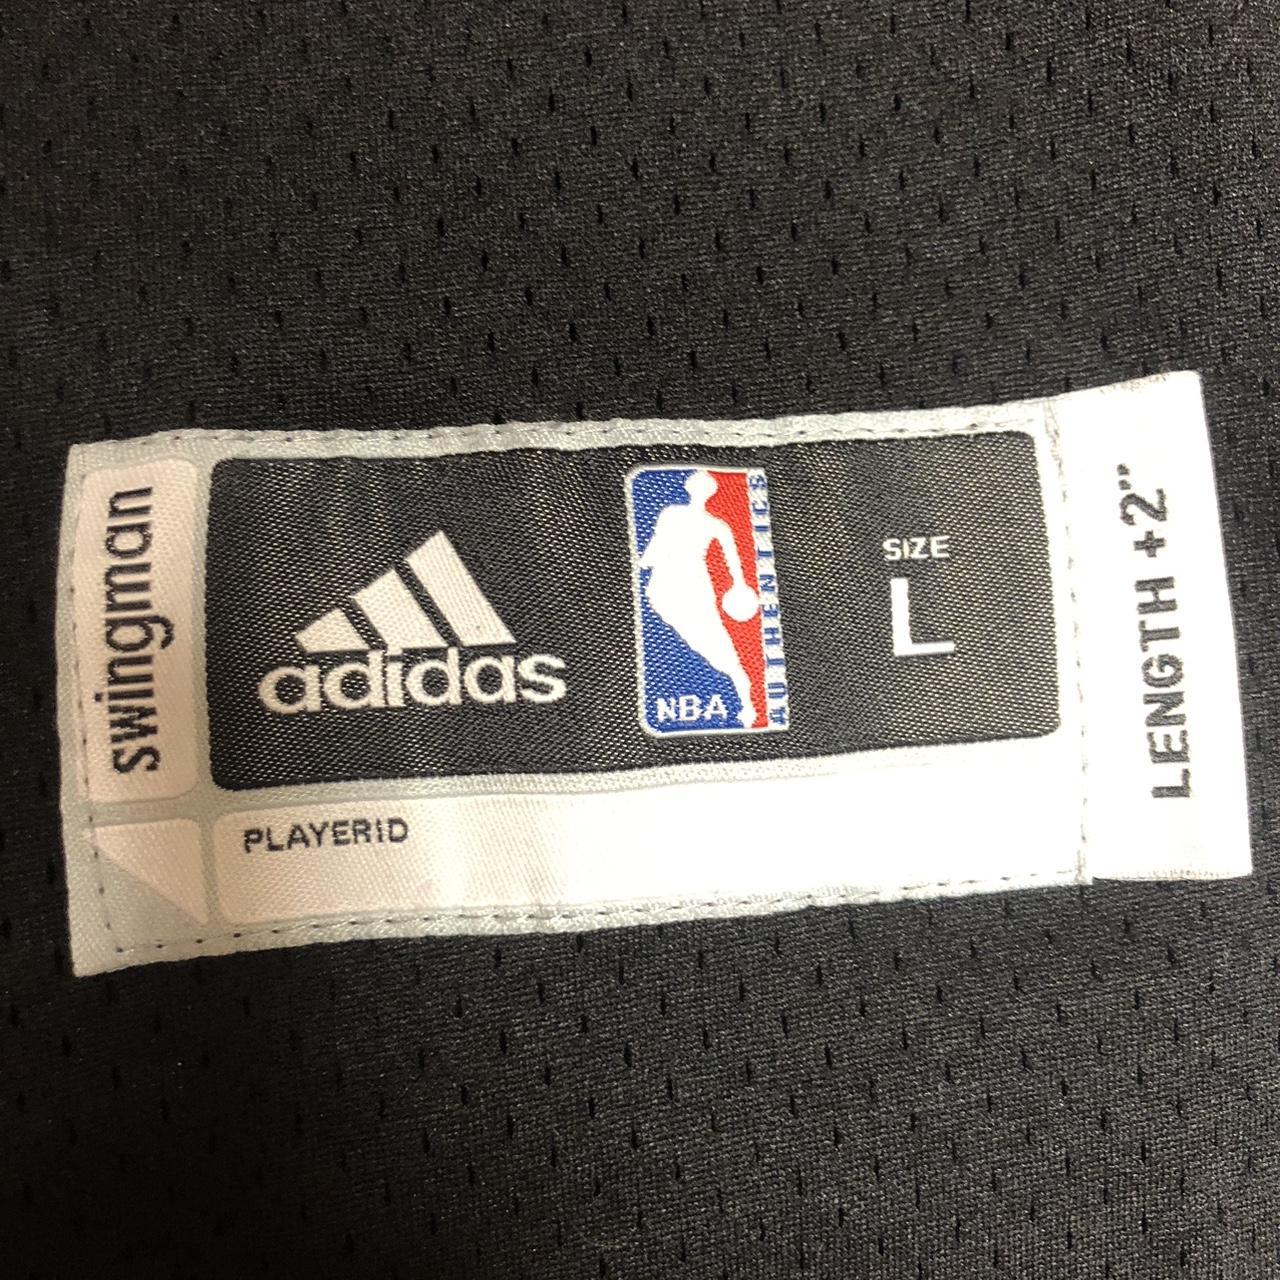 swingman
adidas
NBA
AUTHENTICS
SIZE
L
LENGTH +2"
PLAYERID